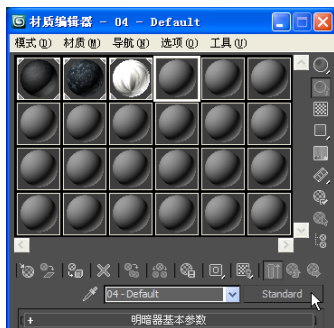 材质编辑器 - 04 - Default
模式(D) 材质(M) 导航(N) 选项(O) 工具(U)
04 - Default Standard
+ 明暗器基本参数